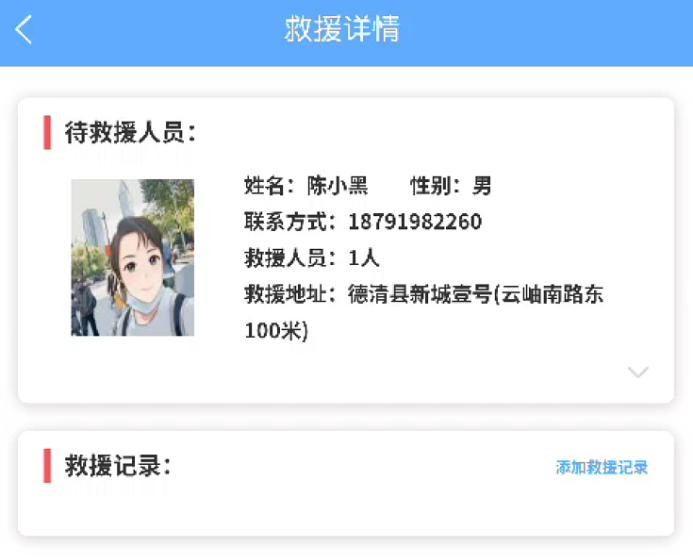 救援详情
待救援人员：
姓名：陈小黑 性别：男
联系方式：18791982260
救援人员：1人
救援地址：德清县新城壹号(云岫南路东
100米)
救援记录：
添加救援记录